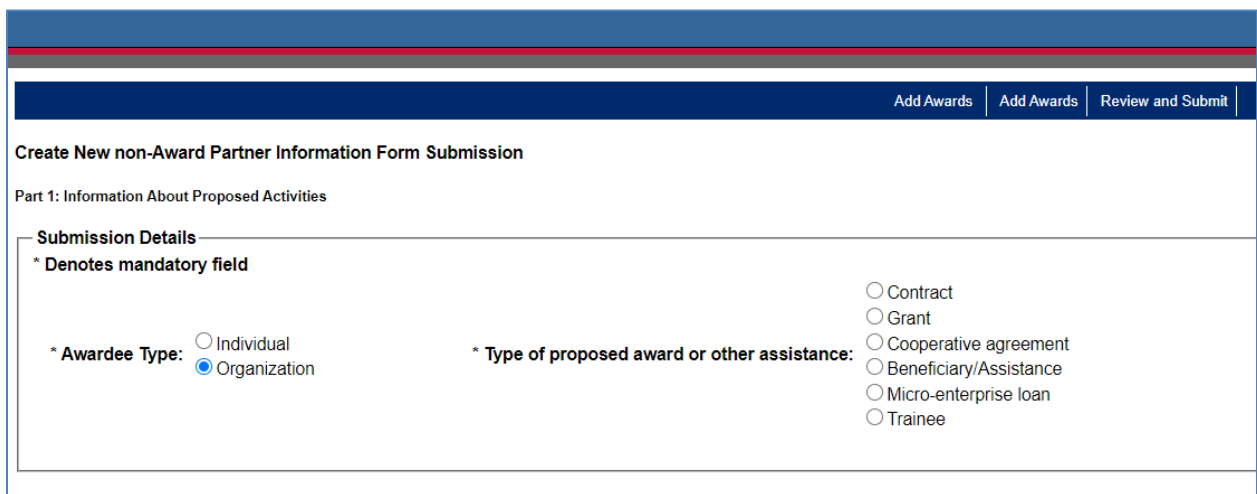 Add Awards Add Awards Review and Submit
Create New non-Award Partner Information Form Submission
Part 1: Information About Proposed Activities
Submission Details
* Denotes mandatory field
* Awardee Type:
Individual
Organization
* Type of proposed award or other assistance:
Contract
Grant
Cooperative agreement
Beneficiary/Assistance
Micro-enterprise loan
Trainee